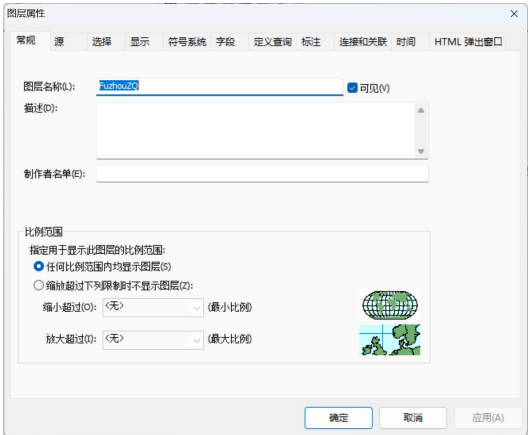 图层属性
常规 源 选择 显示 符号系统 字段 定义查询 标注 连接和关联 时间 HTML 弹出窗口
图层名称(L): FuzhouZQ 可见(V)
描述(D):
制作者名单(E):
比例范围
指定用于显示此图层的比例范围:
任何比例范围内均显示图层(S)
缩放超过下列限制时不显示图层(Z):
缩小超过(O): <无> (最小比例)
放大超过(I): <无> (最大比例)
确定 取消 应用(A)